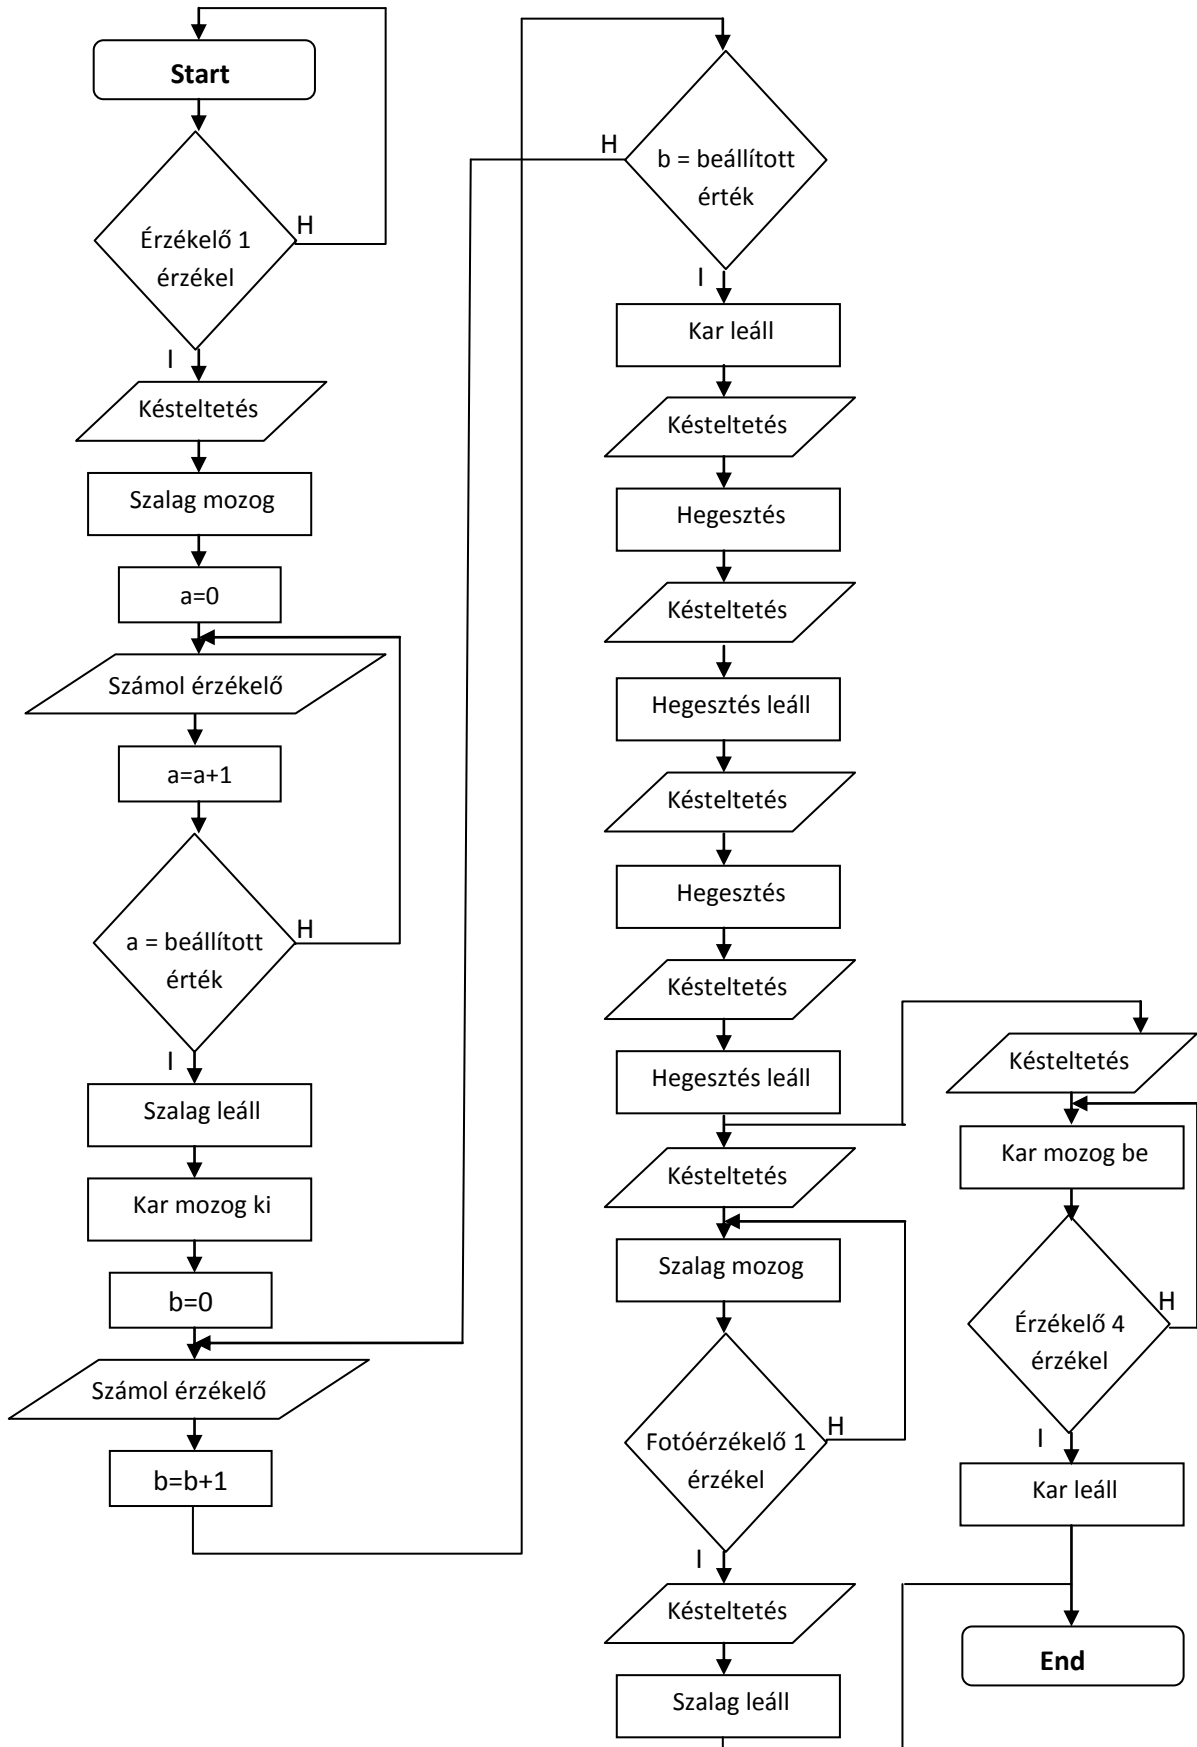 Start
Érzékelő 1
érzékel
H
I
Késteltetés
Szalag mozog
a=0
Számol érzékelő
a=a+1
a = beállított
érték
H
I
Szalag leáll
Kar mozog ki
b=0
Számol érzékelő
b=b+1
b = beállított
érték
H
I
Kar leáll
Késteltetés
Hegesztés
Késteltetés
Hegesztés leáll
Késteltetés
Hegesztés
Késteltetés
Hegesztés leáll
Késteltetés
Szalag mozog
Fotóérzékelő 1
érzékel
H
I
Késteltetés
Szalag leáll
Késteltetés
Kar mozog be
Érzékelő 4
érzékel
H
I
Kar leáll
End